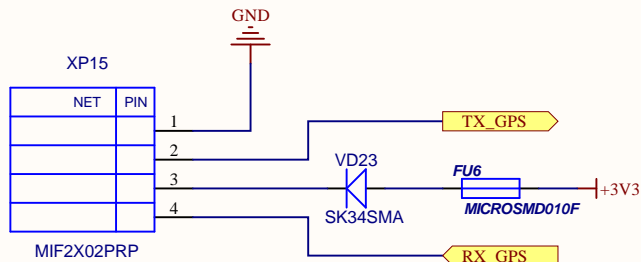 GND
XP15
NET PIN
1
TX_GPS
2
VD23
FU6
3
+3V3
SK34SMA
MICROSMD010F
4
MIF2X02PRP
RX_GPS